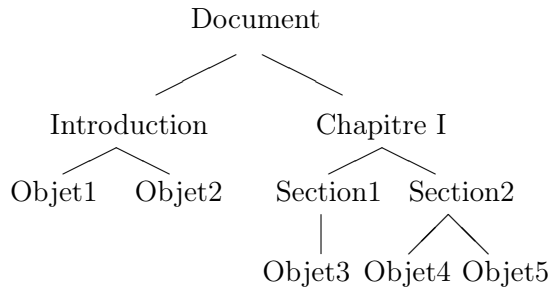 Document
Introduction Chapitre I
Objet1 Objet2 Section1 Section2
Objet3 Objet4 Objet5